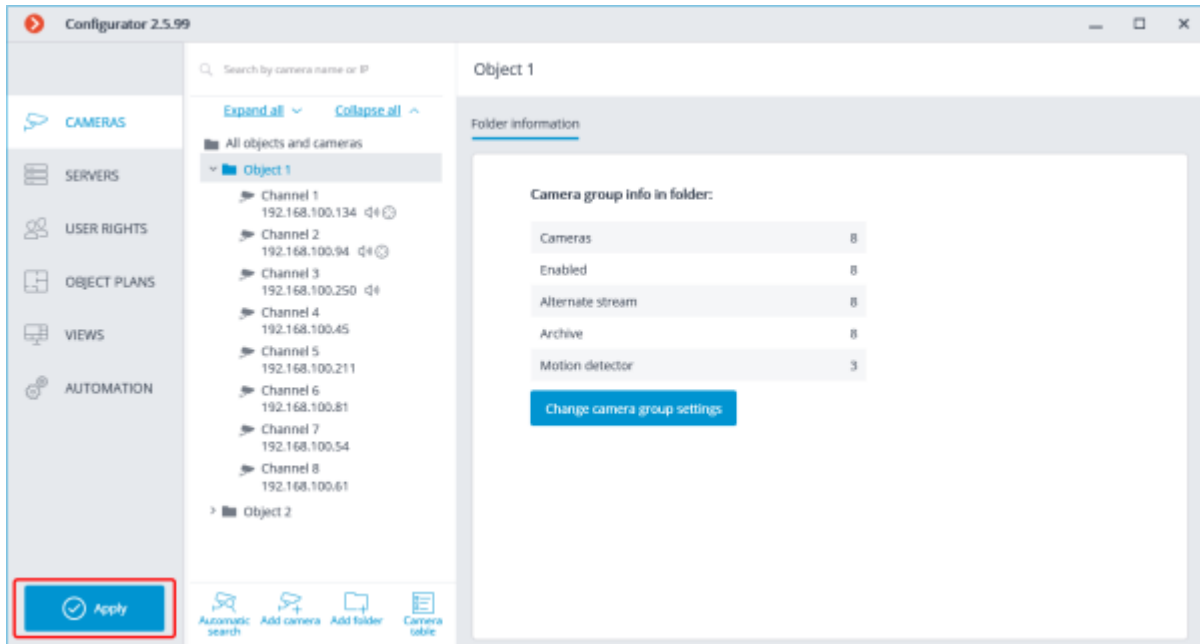 Configurator 2.5.99
Search by camera name or IP
Object 1
Expand all
Collapse all
CAMERAS
Folder information
All objects and cameras
Object 1
SERVERS
Channel 1
192.168.100.134
Camera group info in folder:
USER RIGHTS
Channel 2
192.168.100.94
Cameras 8
Channel 3
192.168.100.250
Enabled 8
OBJECT PLANS
Alternate stream 8
Channel 4
192.168.100.45
VIEWS
Archive 8
Channel 5
192.168.100.211
Motion detector 3
AUTOMATION
Channel 6
192.168.100.81
Change camera group settings
Channel 7
192.168.100.54
Channel 8
192.168.100.61
Object 2
Apply
Automatic search
Add camera
Add folder
Camera table